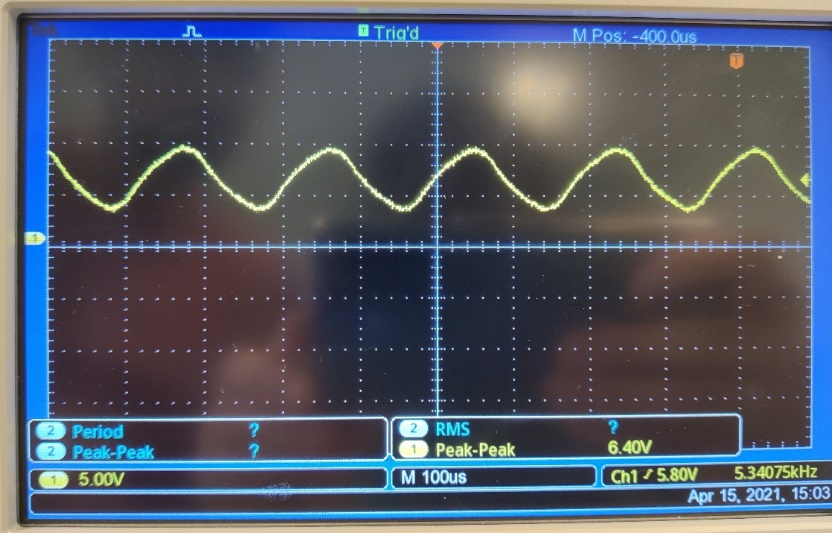 Trig'd M Pos: -400.0us
T
1
2 Period ? 2 RMS ?
2 Peak-Peak ? 1 Peak-Peak 6.40V
1 5.00V M 100us Ch1 5.80V 5.34075kHz
Apr 15, 2021, 15:03